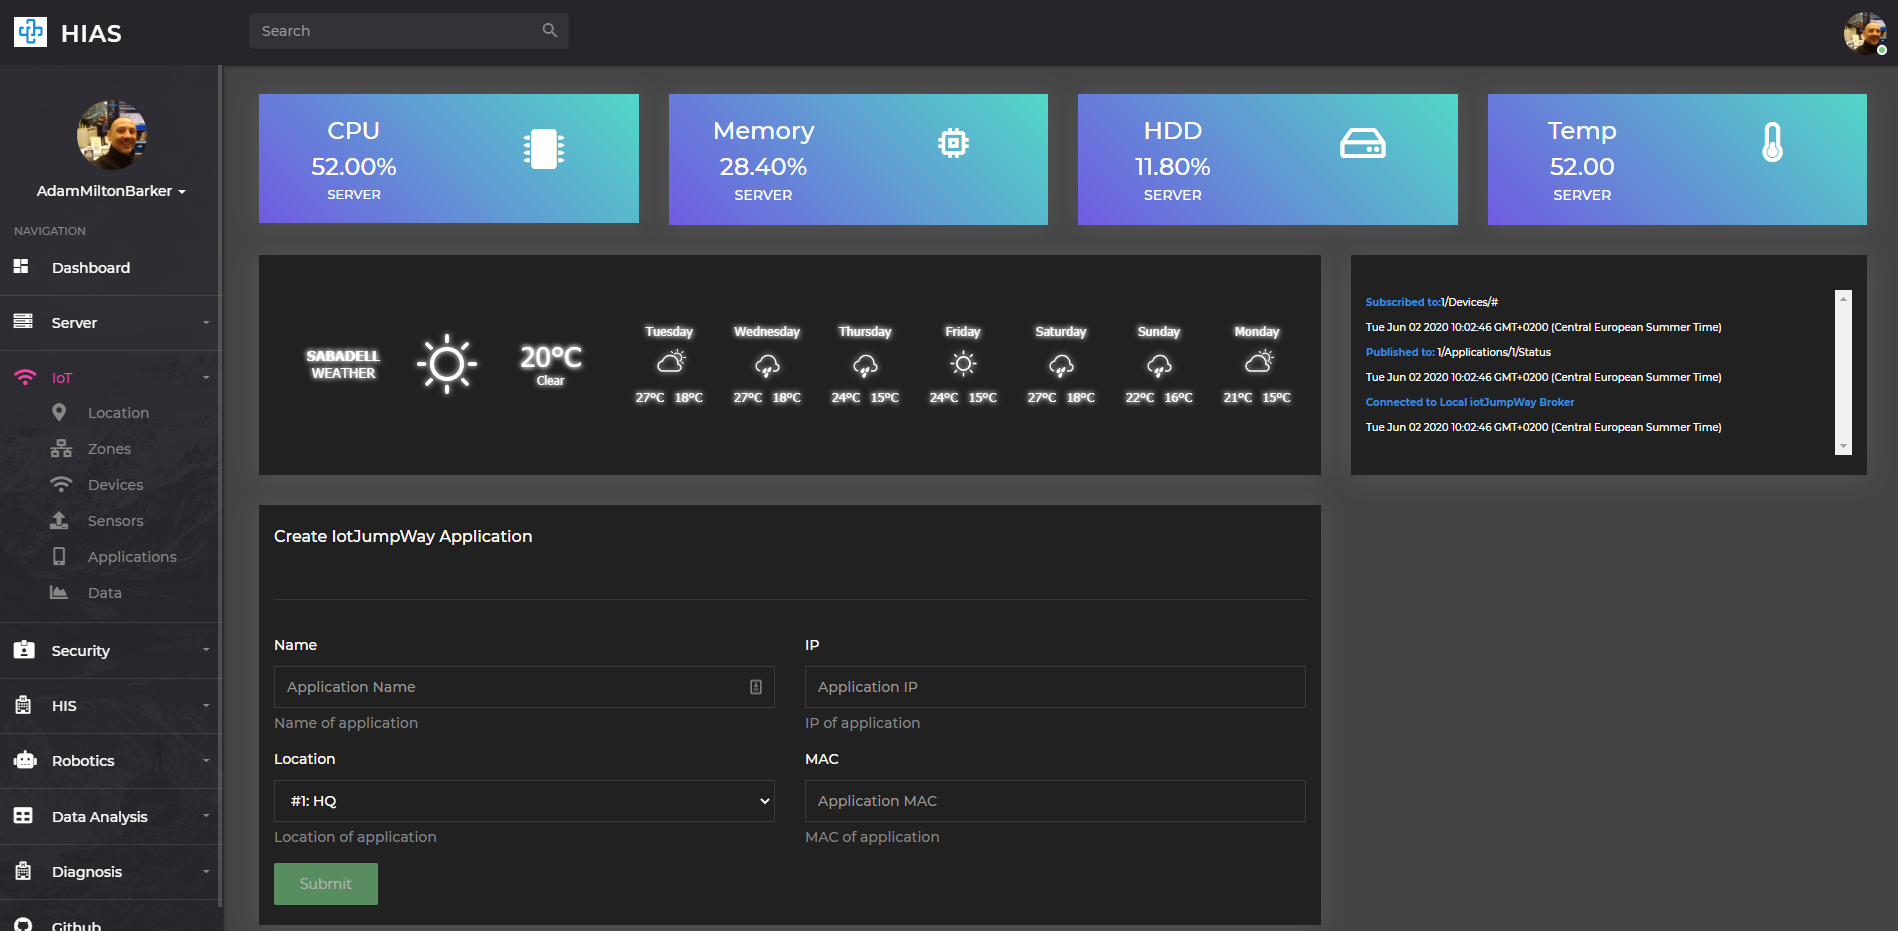 HIAS
Search
AdamMiltonBarker
NAVIGATION
Dashboard
Server
IoT
Location
Zones
Devices
Sensors
Applications
Data
Security
HIS
Robotics
Data Analysis
Diagnosis
Github
CPU
52.00%
SERVER
Memory
28.40%
SERVER
HDD
11.80%
SERVER
Temp
52.00
SERVER
SABADELL
WEATHER
20°C
Clear
Tuesday
27°C 18°C
Wednesday
27°C 18°C
Thursday
24°C 15°C
Friday
24°C 15°C
Saturday
27°C 18°C
Sunday
22°C 16°C
Monday
21°C 15°C
Subscribed to:1/Devices/#
Tue Jun 02 2020 10:02:46 GMT+0200 (Central European Summer Time)
Published to: 1/Applications/1/Status
Tue Jun 02 2020 10:02:46 GMT+0200 (Central European Summer Time)
Connected to Local iotJumpWay Broker
Tue Jun 02 2020 10:02:46 GMT+0200 (Central European Summer Time)
Create IotJumpWay Application
Name
Application Name
Name of application
IP
Application IP
IP of application
Location
#1: HQ
Location of application
MAC
Application MAC
MAC of application
Submit